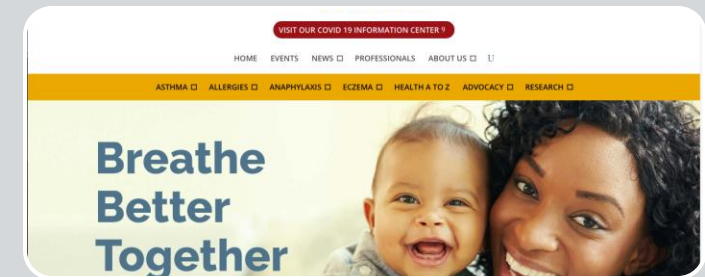 VISIT OUR COVID 19 INFORMATION CENTER 9
HOME EVENTS NEWS □ PROFESSIONALS ABOUT US □ U
ASTHMA □ ALLERGIES □ ANAPHYLAXIS □ ECZEMA □ HEALTH A TO Z ADVOCACY □ RESEARCH □
Breathe
Better
Together